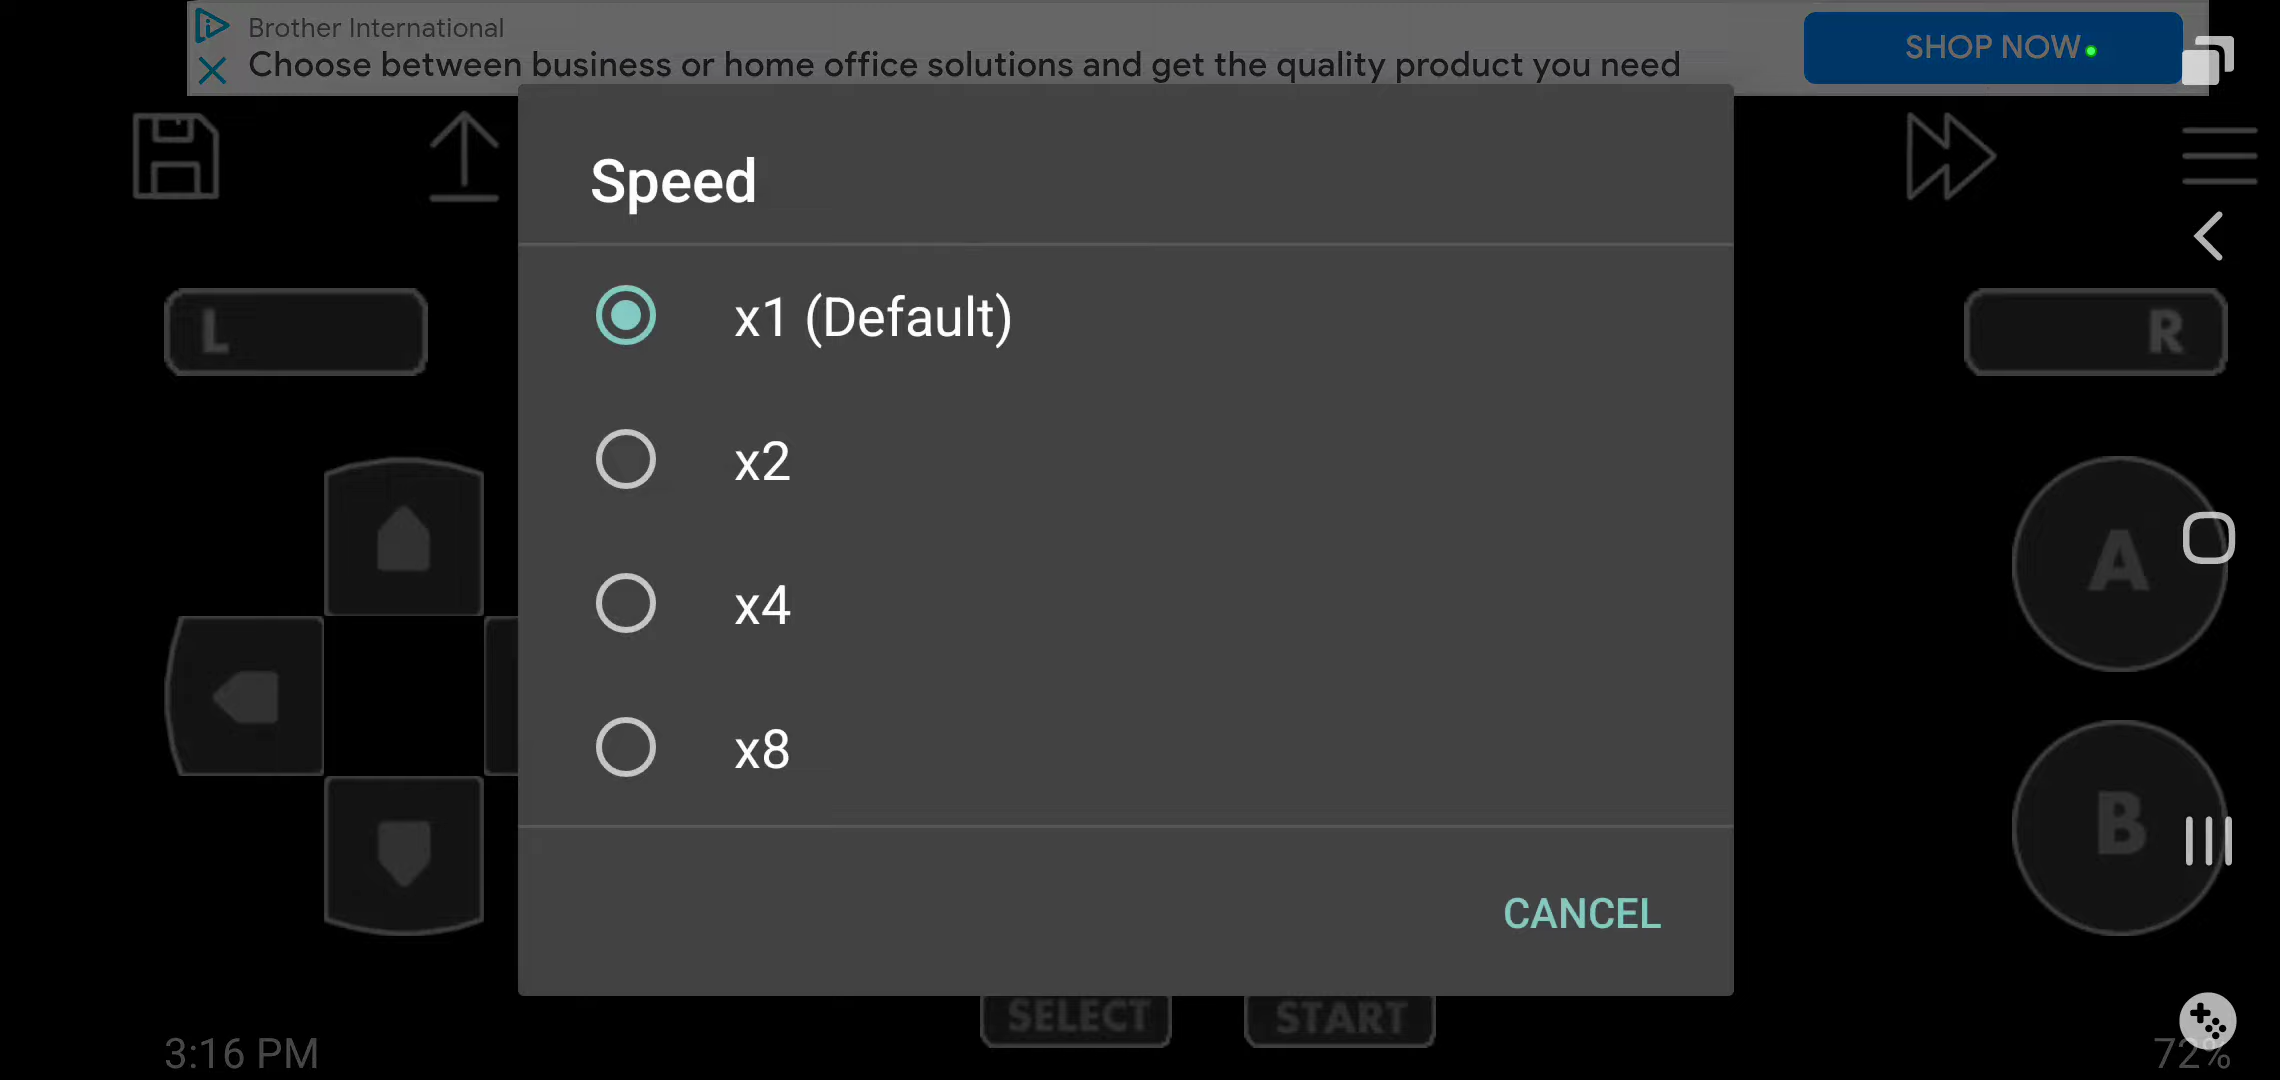 Brother International
Choose between business or home office solutions and get the quality product you need
SHOP NOW
Speed
L
R
x1 (Default)
x2
x4
x8
A
B
CANCEL
SELECT
START
3:16 PM
72%